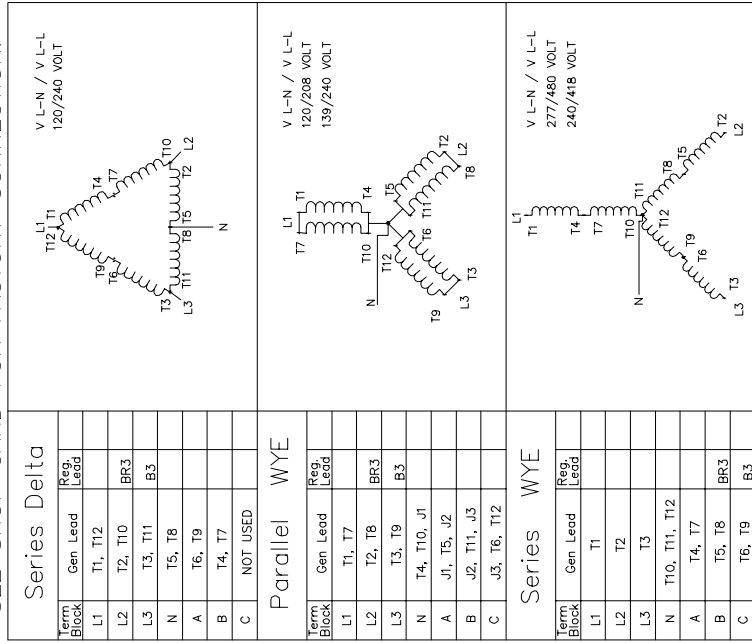 SEE SHOP CARD FOR FACTORY CONNECTION
Series Delta
Term Block Gen Lead Reg. Lead
L1 T1, T12
L2 T2, T10 BR3
L3 T3, T11 B3
N T5, T8
A T6, T9
B T4, T7
C NOT USED
V L-N / V L-L
120/240 VOLT
L1
T12 T1
T9 T4
T6 T7
T3 T10
L3 T11 T8 T5 T2 L2
N
Parallel WYE
Term Block Gen Lead Reg. Lead
L1 T1, T7
L2 T2, T8 BR3
L3 T3, T9 B3
N T4, T10, J1
A J1, T5, J2
B J2, T11, J3
C J3, T6, T12
V L-N / V L-L
120/208 VOLT
139/240 VOLT
L1
T7 T1
T10 T4
N
T12 T5
T6 T11
T9 T2
L3 T3 T8 L2
Series WYE
Term Block Gen Lead Reg. Lead
L1 T1
L2 T2
L3 T3
N T10, T11, T12
A T4, T7
B T5, T8 BR3
C T6, T9 B3
V L-N / V L-L
277/480 VOLT
240/418 VOLT
L1
T1
T4
T7
T10 T11
N T12
T9 T8
T6 T5
T3 T2
L3 L2